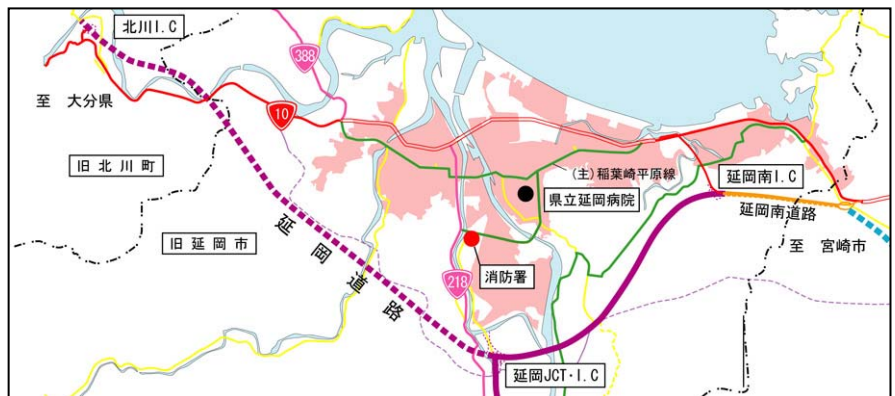 北川I.C
388
至 大分県
10
旧北川町
(主)稲葉崎平原線
延岡南I.C
県立延岡病院
延岡南道路
旧延岡市
延岡道路
至 宮崎市
消防署
218
延岡JCT・I.C